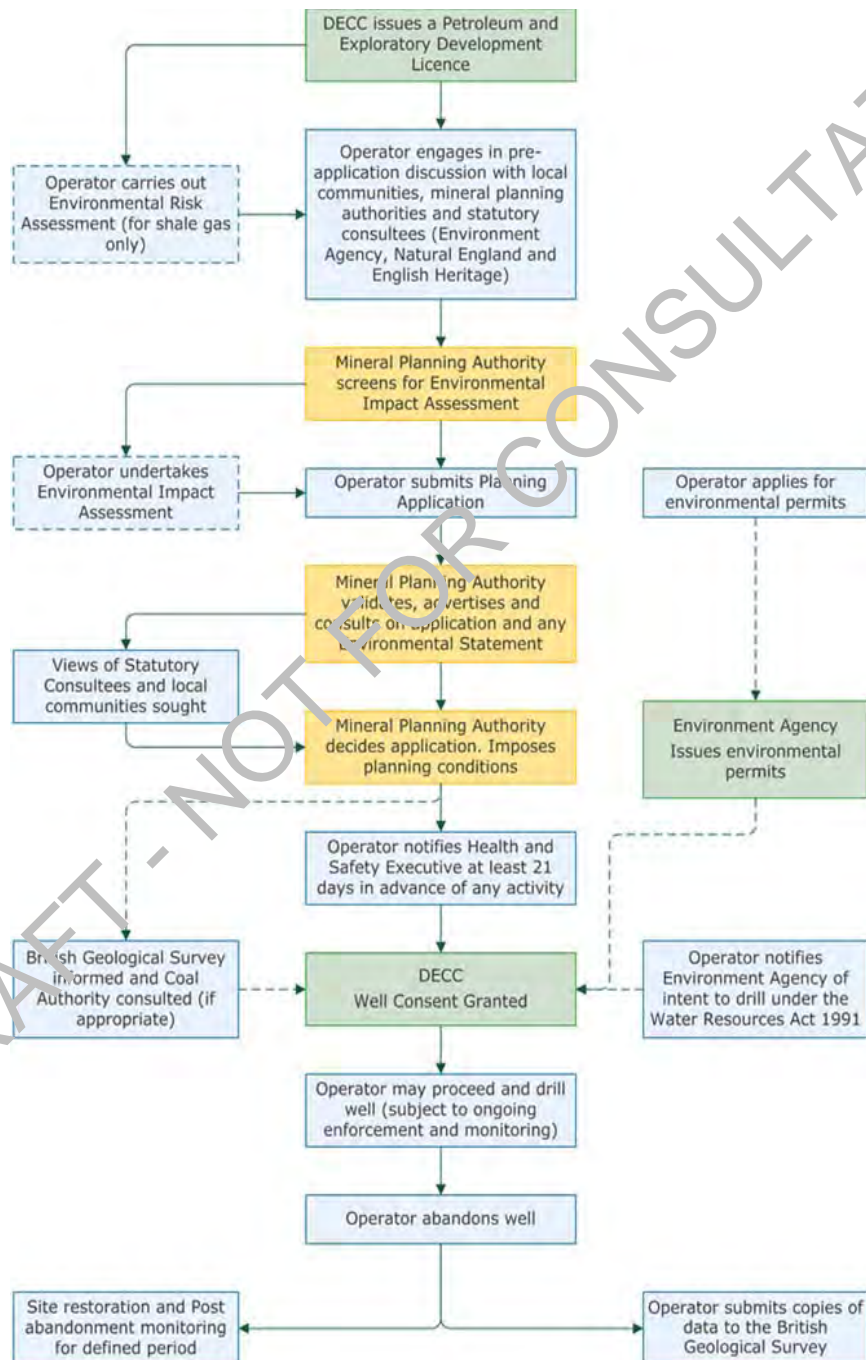 DECC issues a Petroleum and
Exploratory Development
Licence
Operator carries out
Environmental Risk
Assessment (for shale gas
only)
Operator engages in pre-
application discussion with local
communities, mineral planning
authorities and statutory
consultees (Environment
Agency, Natural England and
English Heritage)
Mineral Planning Authority
screens for Environmental
Impact Assessment
Operator undertakes
Environmental Impact
Assessment
Operator submits Planning
Application
Operator applies for
environmental permits
Mineral Planning Authority
validates, advertises and
consults on application and any
Environmental Statement
Views of Statutory
Consultees and local
communities sought
Mineral Planning Authority
decides application. Imposes
planning conditions
Environment Agency
Issues environmental
permits
Operator notifies Health and
Safety Executive at least 21
days in advance of any activity
British Geological Survey
informed and Coal
Authority consulted (if
appropriate)
DECC
Well Consent Granted
Operator notifies
Environment Agency of
intent to drill under the
Water Resources Act 1991
Operator may proceed and drill
well (subject to ongoing
enforcement and monitoring)
Operator abandons well
Site restoration and Post
abandonment monitoring
for defined period
Operator submits copies of
data to the British
Geological Survey
RAFT - NOT FOR CONSULTAT